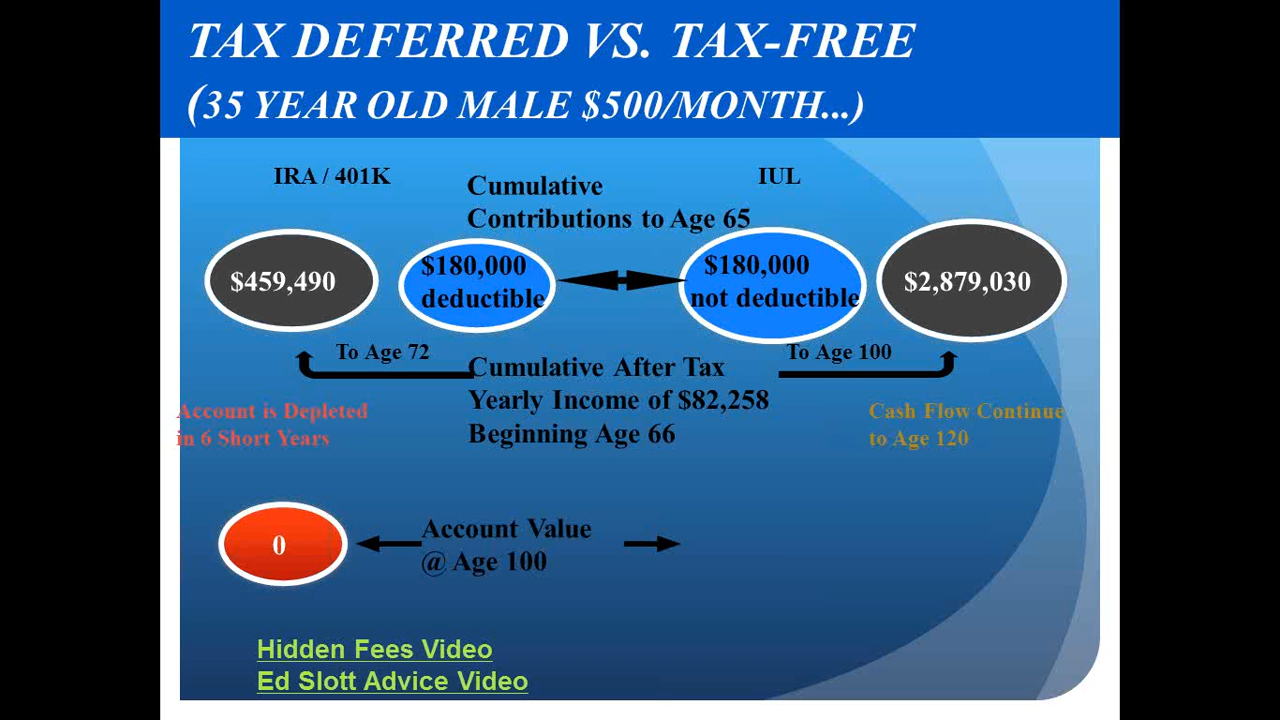 TAX DEFERRED VS. TAX-FREE
(35 YEAR OLD MALE $500/MONTH...)
IRA / 401K
Cumulative
Contributions to Age 65
IUL
$459,490
$180,000
deductible
$180,000
not deductible
$2,879,030
To Age 72
Cumulative After Tax
Yearly Income of $82,258
Beginning Age 66
To Age 100
Account is Depleted
in 6 Short Years
Cash Flow Continue
to Age 120
0
Account Value
@ Age 100
Hidden Fees Video
Ed Slott Advice Video